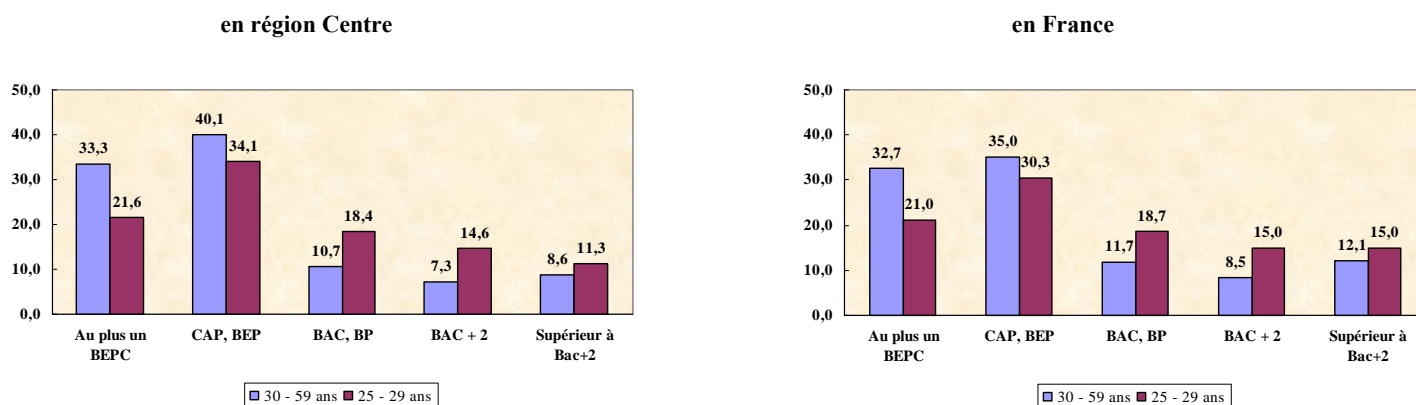 en région Centre
50,0
40,0
30,0
20,0
10,0
0,0
33,3
21,6
40,1
34,1
10,7
18,4
7,3
14,6
8,6
11,3
Au plus un
BEPC
CAP, BEP
BAC, BP
BAC + 2
Supérieur à
Bac+2
30 - 59 ans
25 - 29 ans
en France
50,0
40,0
30,0
20,0
10,0
0,0
32,7
21,0
35,0
30,3
11,7
18,7
8,5
15,0
12,1
15,0
Au plus un
BEPC
CAP, BEP
BAC, BP
BAC + 2
Supérieur à
Bac+2
30 - 59 ans
25 - 29 ans